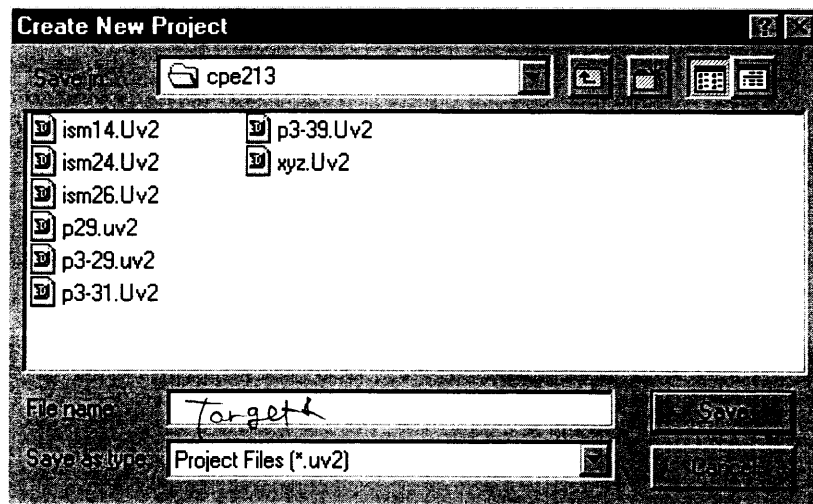 Create New Project
Save in: cpe213
ism14.Uv2
ism24.Uv2
ism26.Uv2
p29.uv2
p3-29.uv2
p3-31.Uv2
p3-39.Uv2
xyz.Uv2
File name:
Save as type: Project Files (*.uv2)
Save
Cancel